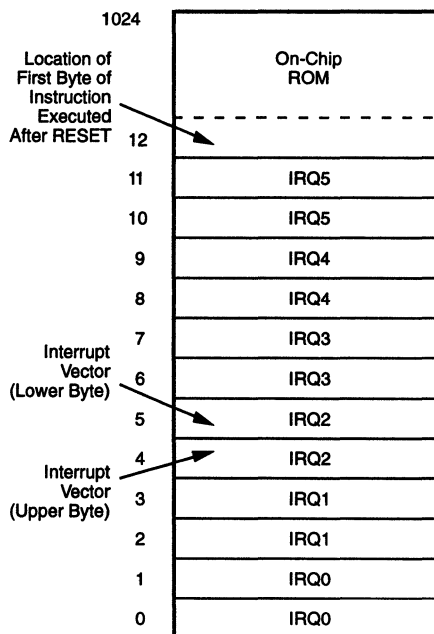 1024
Location of
First Byte of
Instruction
Executed
After RESET
On-Chip
ROM
12
11 IRQ5
10 IRQ5
9 IRQ4
8 IRQ4
7 IRQ3
Interrupt
Vector
(Lower Byte)
6 IRQ3
5 IRQ2
4 IRQ2
Interrupt
Vector
(Upper Byte)
3 IRQ1
2 IRQ1
1 IRQ0
0 IRQ0